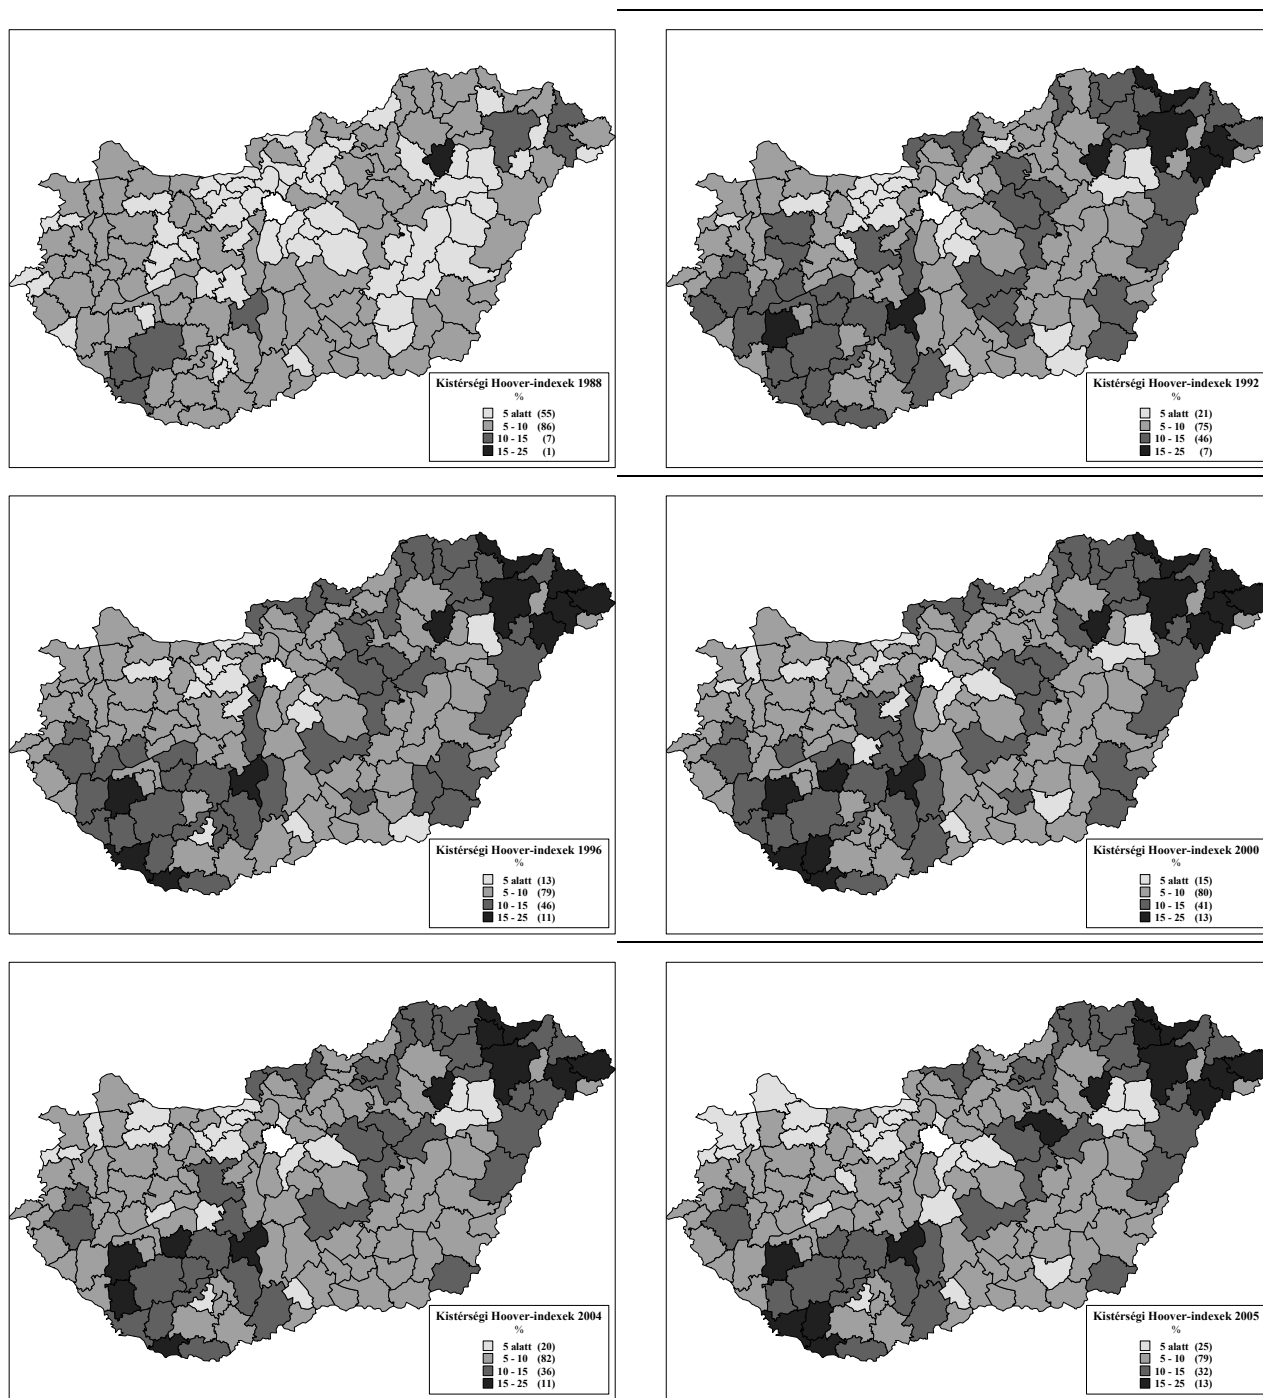 Kistérségi Hoover-indexek 1988
%
5 alatt (55)
5 - 10 (86)
10 - 15 (7)
15 - 25 (1)
Kistérségi Hoover-indexek 1992
%
5 alatt (21)
5 - 10 (75)
10 - 15 (46)
15 - 25 (7)
Kistérségi Hoover-indexek 1996
%
5 alatt (13)
5 - 10 (79)
10 - 15 (46)
15 - 25 (11)
Kistérségi Hoover-indexek 2000
%
5 alatt (15)
5 - 10 (80)
10 - 15 (41)
15 - 25 (13)
Kistérségi Hoover-indexek 2004
%
5 alatt (20)
5 - 10 (82)
10 - 15 (36)
15 - 25 (11)
Kistérségi Hoover-indexek 2005
%
5 alatt (25)
5 - 10 (79)
10 - 15 (32)
15 - 25 (13)